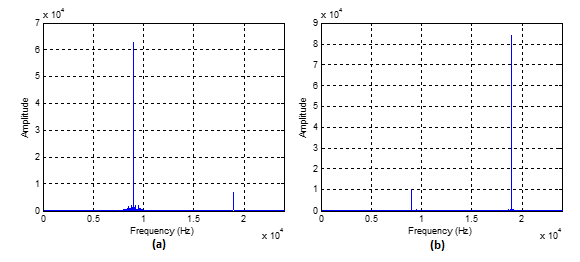 x 10^4
7
6
5
4
3
2
1
0
Amplitude
0 0.5 1 1.5 2
Frequency (Hz)
x 10^4
(a)
x 10^4
9
8
7
6
5
4
3
2
1
0
Amplitude
0 0.5 1 1.5 2
Frequency (Hz)
x 10^4
(b)